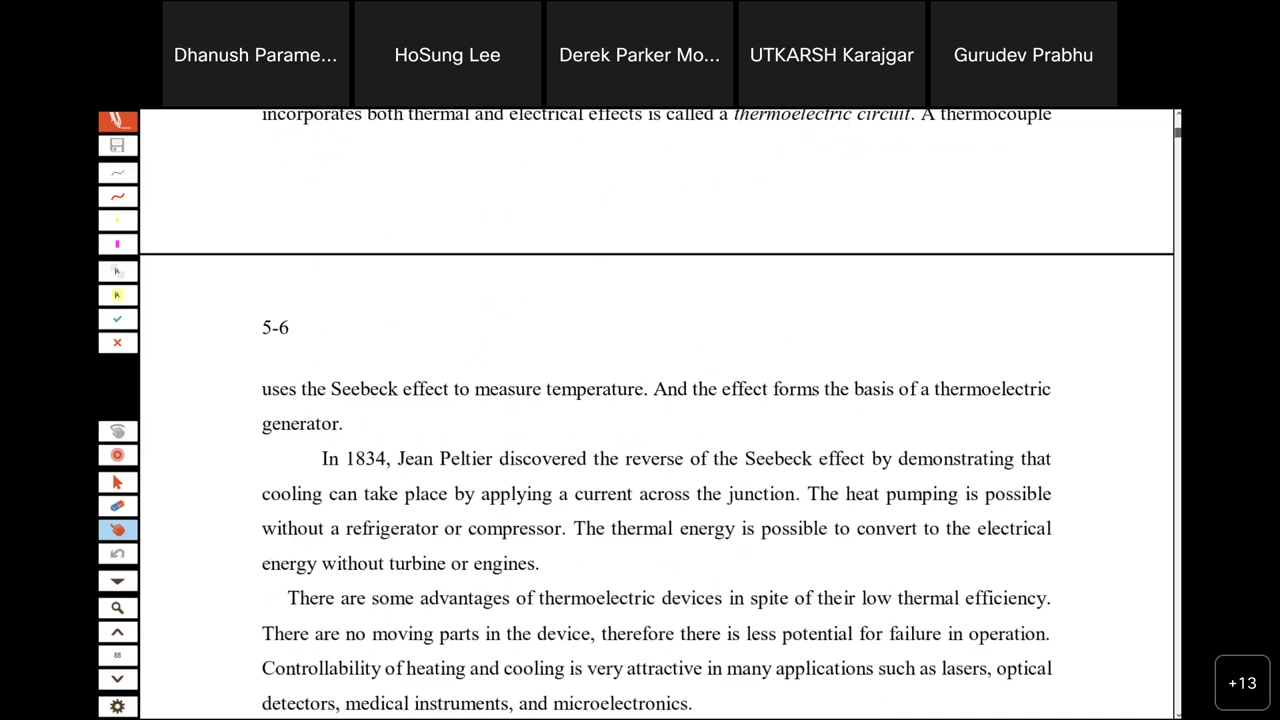 Dhanush Parame...
HoSung Lee
Derek Parker Mo...
UTKARSH Karajgar
Gurudev Prabhu
incorporates both thermal and electrical effects is called a thermoelectric circuit. A thermocouple
5-6
uses the Seebeck effect to measure temperature. And the effect forms the basis of a thermoelectric
generator.
In 1834, Jean Peltier discovered the reverse of the Seebeck effect by demonstrating that
cooling can take place by applying a current across the junction. The heat pumping is possible
without a refrigerator or compressor. The thermal energy is possible to convert to the electrical
energy without turbine or engines.
There are some advantages of thermoelectric devices in spite of their low thermal efficiency.
There are no moving parts in the device, therefore there is less potential for failure in operation.
Controllability of heating and cooling is very attractive in many applications such as lasers, optical
detectors, medical instruments, and microelectronics.
88
+13